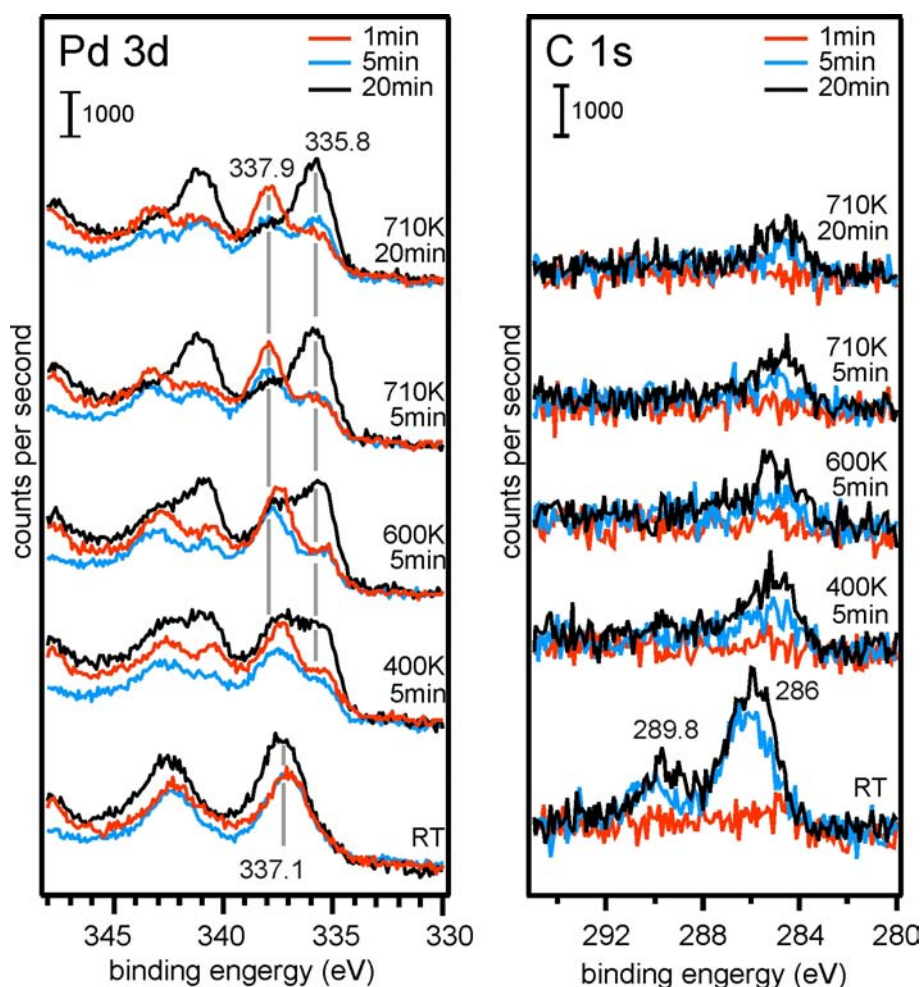 Pd 3d
1min
5min
20min
1000
337.9
335.8
710K
20min
710K
5min
600K
5min
400K
5min
RT
337.1
counts per second
345
340
335
330
binding engergy (eV)
C 1s
1min
5min
20min
1000
710K
20min
710K
5min
600K
5min
400K
5min
289.8
286
RT
counts per second
292
288
284
280
binding engergy (eV)